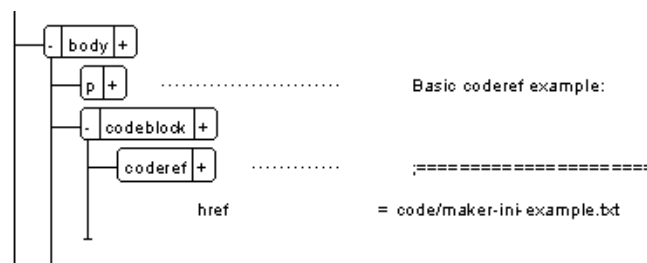 - body +
p + Basic coderef example:
- codeblock +
coderef + ;===========================
href = code/maker-ini-example.txt